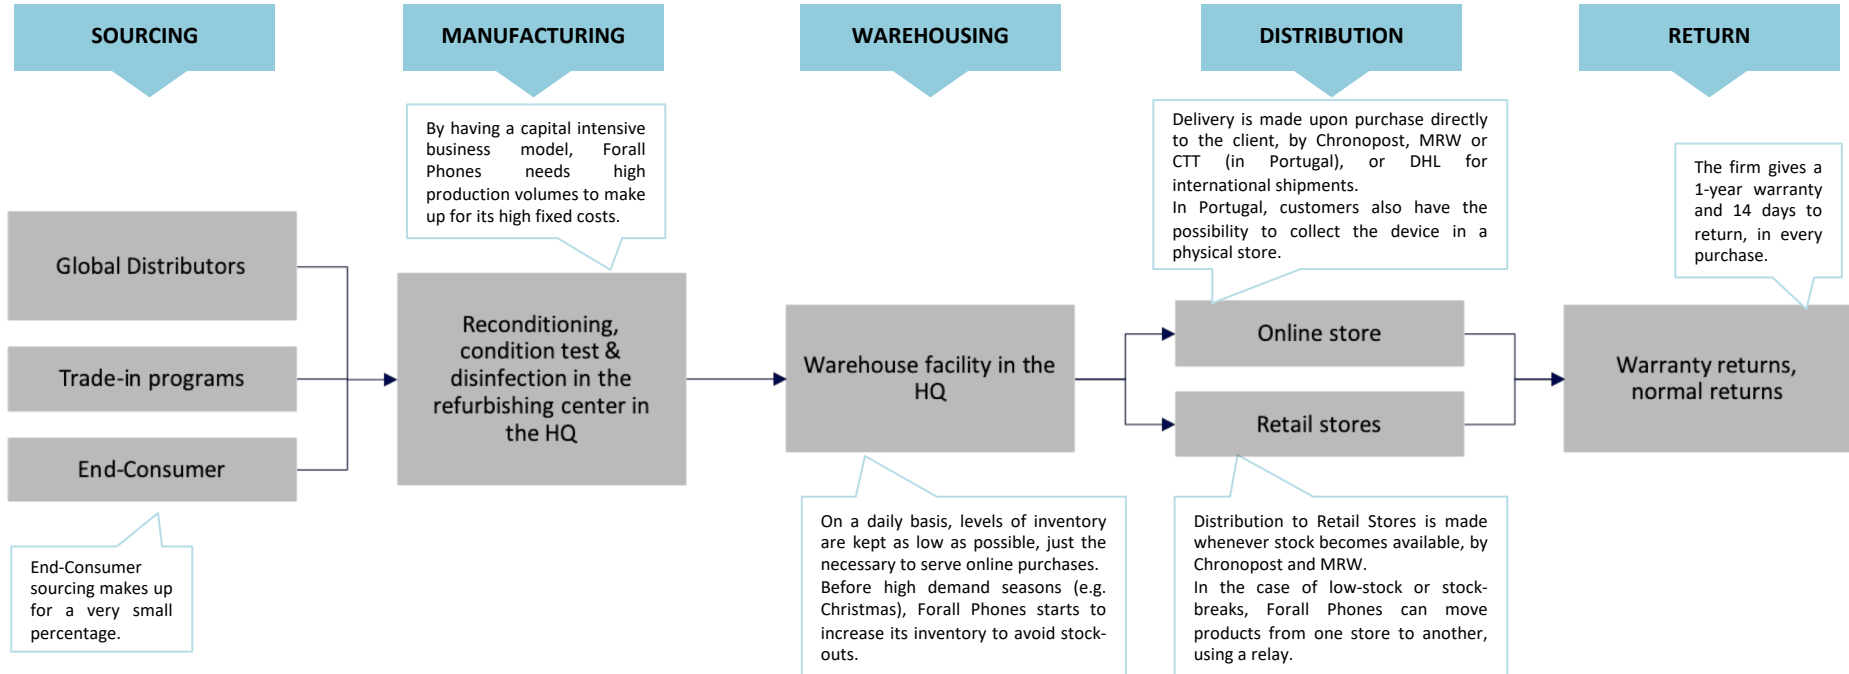 SOURCING
MANUFACTURING
WAREHOUSING
DISTRIBUTION
RETURN
By having a capital intensive
business model, Forall
Phones needs high
production volumes to make
up for its high fixed costs.
Delivery is made upon purchase directly
to the client, by Chronopost, MRW or
CTT (in Portugal), or DHL for
international shipments.
In Portugal, customers also have the
possibility to collect the device in a
physical store.
The firm gives a
1-year warranty
and 14 days to
return, in every
purchase.
Global Distributors
Trade-in programs
End-Consumer
Reconditioning,
condition test &
disinfection in the
refurbishing center in
the HQ
Warehouse facility in the
HQ
Online store
Retail stores
Warranty returns,
normal returns
End-Consumer
sourcing makes up
for a very small
percentage.
On a daily basis, levels of inventory
are kept as low as possible, just the
necessary to serve online purchases.
Before high demand seasons (e.g.
Christmas), Forall Phones starts to
increase its inventory to avoid stock-
outs.
Distribution to Retail Stores is made
whenever stock becomes available, by
Chronopost and MRW.
In the case of low-stock or stock-
breaks, Forall Phones can move
products from one store to another,
using a relay.